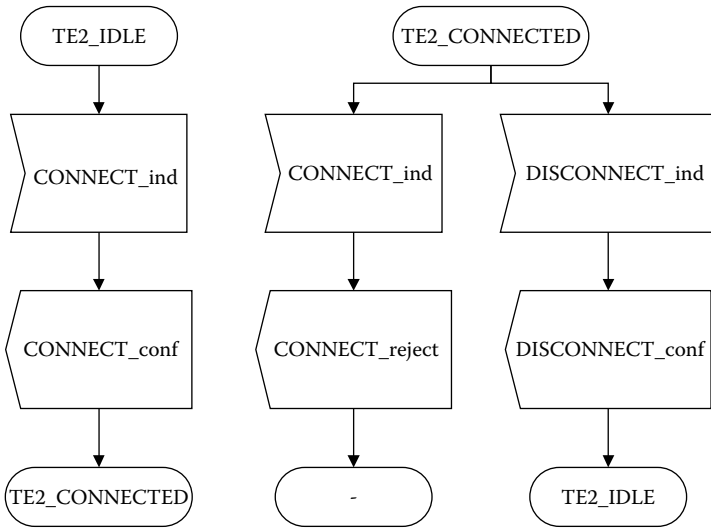 TE2_IDLE
TE2_CONNECTED
CONNECT_ind
CONNECT_ind
DISCONNECT_ind
CONNECT_conf
CONNECT_reject
DISCONNECT_conf
TE2_CONNECTED
-
TE2_IDLE